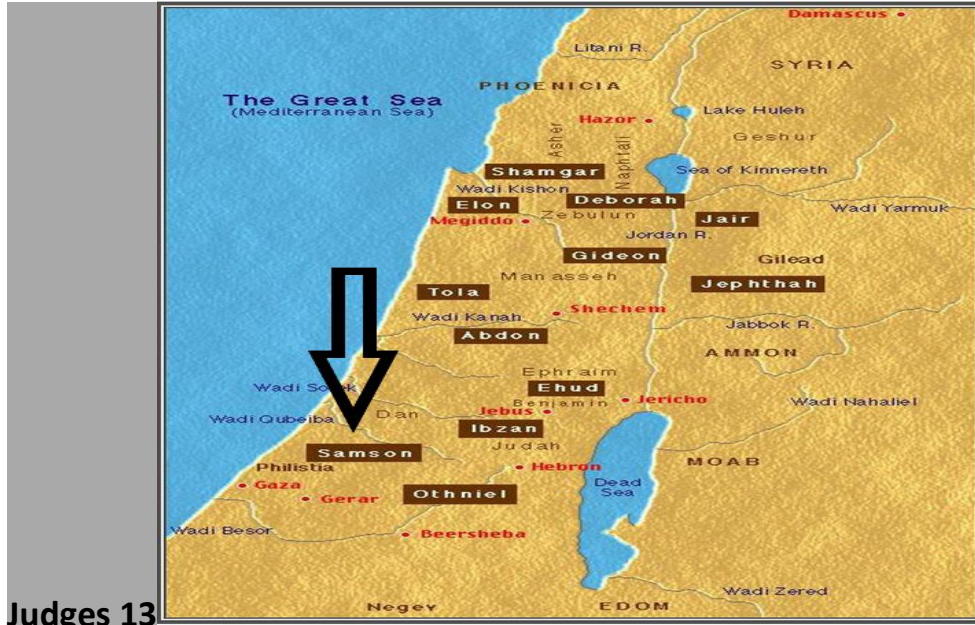 Damascus
Litani R.
SYRIA
PHOENICIA
The Great Sea
(Mediterranean Sea)
Lake Huleh
Hazor
Geshur
Asher
Naphtali
Shamgar
Sea of Kinnereth
Wadi Kishon
Deborah
Elon
Zebulun
Jair
Wadi Yarmuk
Megiddo
Jordan R.
Gideon
Gilead
Manasseh
Jephthah
Tola
Shechem
Wadi Kanah
Jabbok R.
Abdon
AMMON
Ephraim
Wadi Sorek
Ehud
Benjamin
Jericho
Wadi Nahaliel
Dan
Jebus
Wadi Qubeiba
Ibzan
Judah
Samson
MOAB
Philistia
Hebron
Gaza
Dead
Sea
Gerar
Othniel
Wadi Besor
Beersheba
Wadi Zered
Negev
EDOM
Judges 13